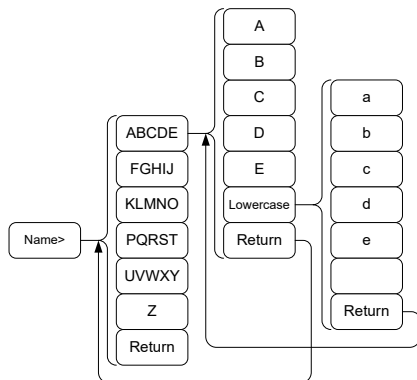 Name>
ABCDE
FGHIJ
KLMNO
PQRST
UVWXY
Z
Return
A
B
C
D
E
Lowercase
Return
a
b
c
d
e
Return